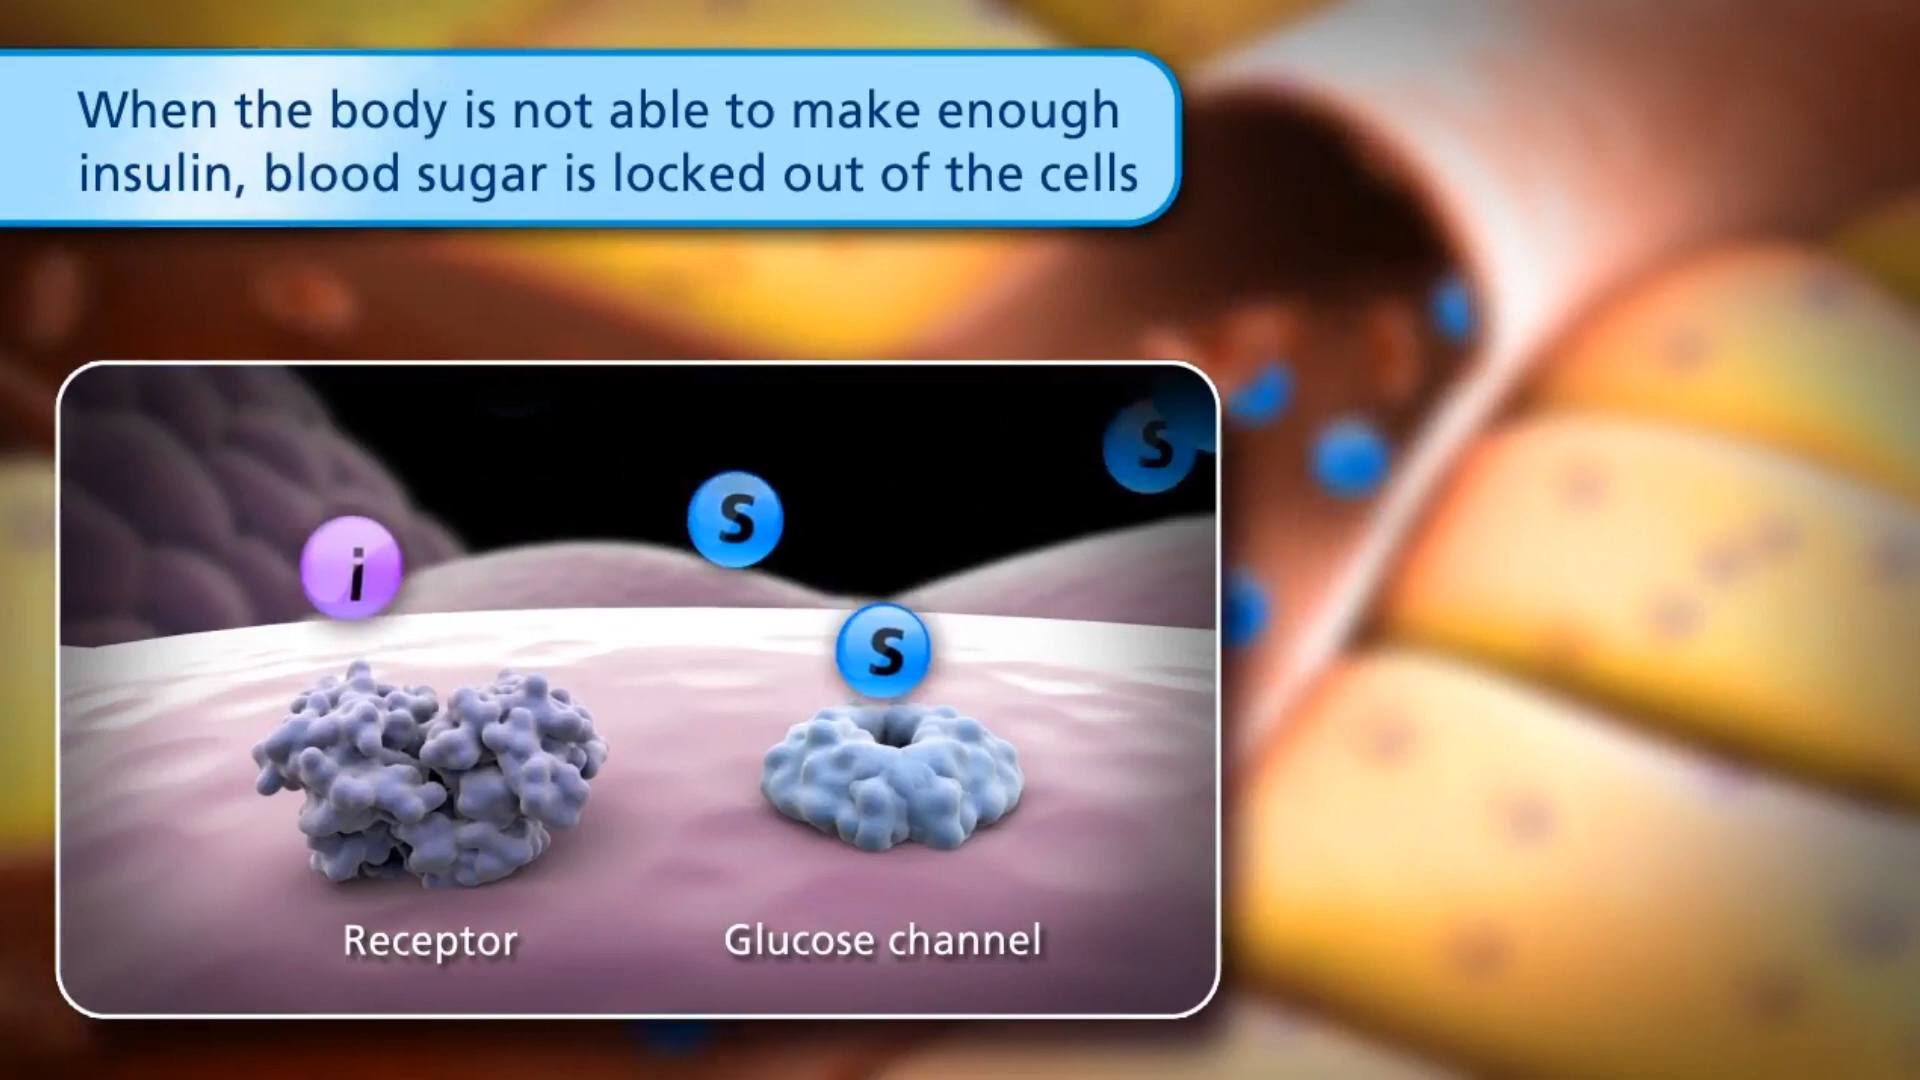 When the body is not able to make enough
insulin, blood sugar is locked out of the cells
S
S
i
S
Receptor
Glucose channel